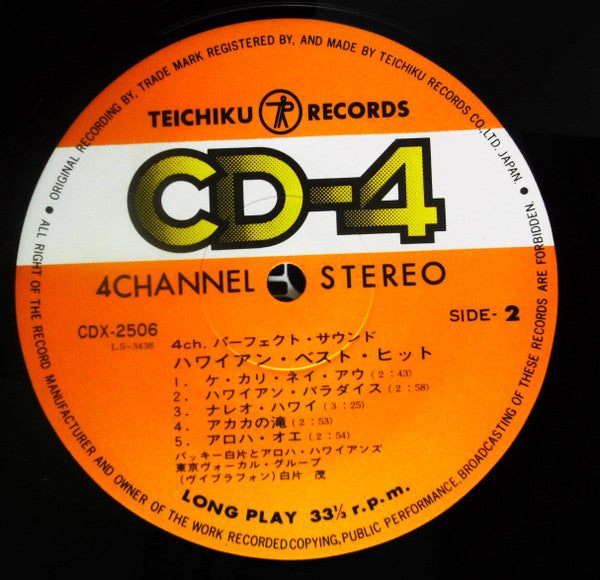 ORIGINAL RECORDING BY, TRADE MARK REGISTERED BY, AND MADE BY TEICHIKU RECORDS CO., LTD. JAPAN. • ALL RIGHT OF THE RECORD MANUFACTURER AND OWNER OF THE WORK RECORDED COPYING, PUBLIC PERFORMANCE, BROADCASTING OF THESE RECORDS ARE FORBIDDEN. •
TEICHIKU RECORDS
CD-4
4CHANNEL STEREO
CDX-2506
LS-3438
SIDE-2
4ch. パーフェクト・サウンド
ハワイアン・ベスト・ヒット
1. ケ・カリ・ネイ・アウ (2:43)
2. ハワイアン・パラダイス (2:58)
3. ナレオ・ハワイ (3:25)
4. アカカの滝 (2:53)
5. アロハ・オエ (2:54)
バッキー白片とアロハ・ハワイアンズ
東京ヴォーカル・グループ
(ヴィブラフォン) 白片 茂
LONG PLAY 33⅓ r.p.m.